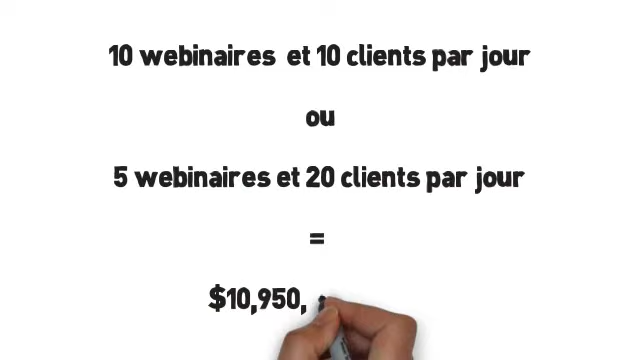 10 webinaires et 10 clients par jour
ou
5 webinaires et 20 clients par jour
=
$10,950,